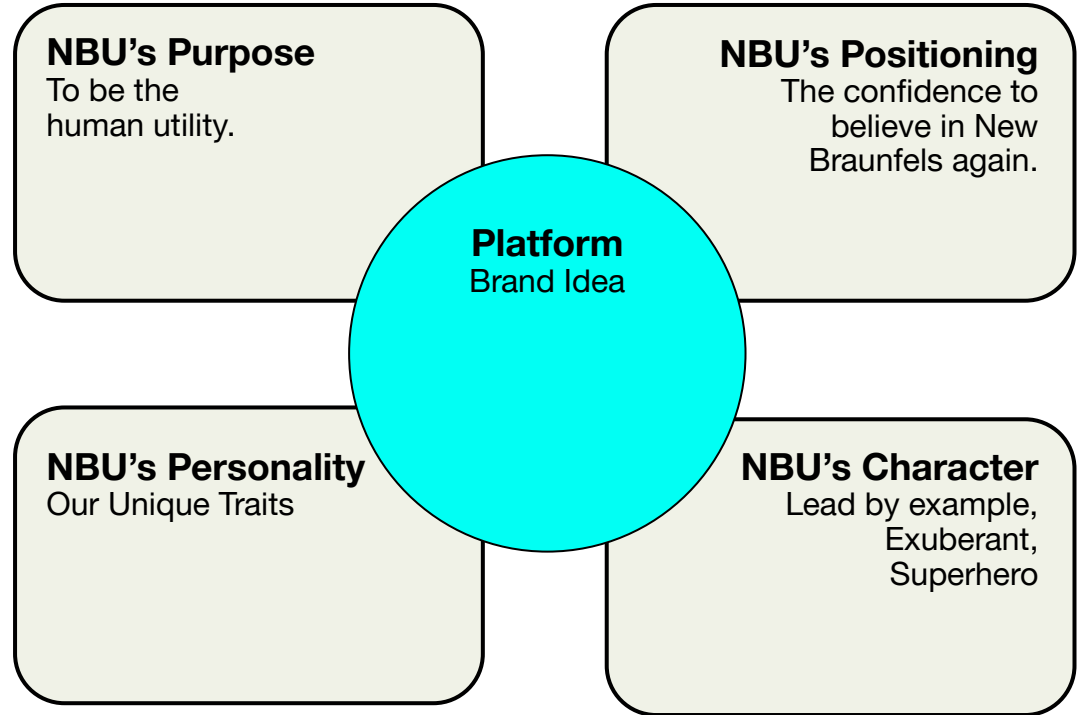 NBU’s Purpose
To be the
human utility.
NBU’s Positioning
The confidence to
believe in New
Braunfels again.
Platform
Brand Idea
NBU’s Personality
Our Unique Traits
NBU’s Character
Lead by example,
Exuberant,
Superhero